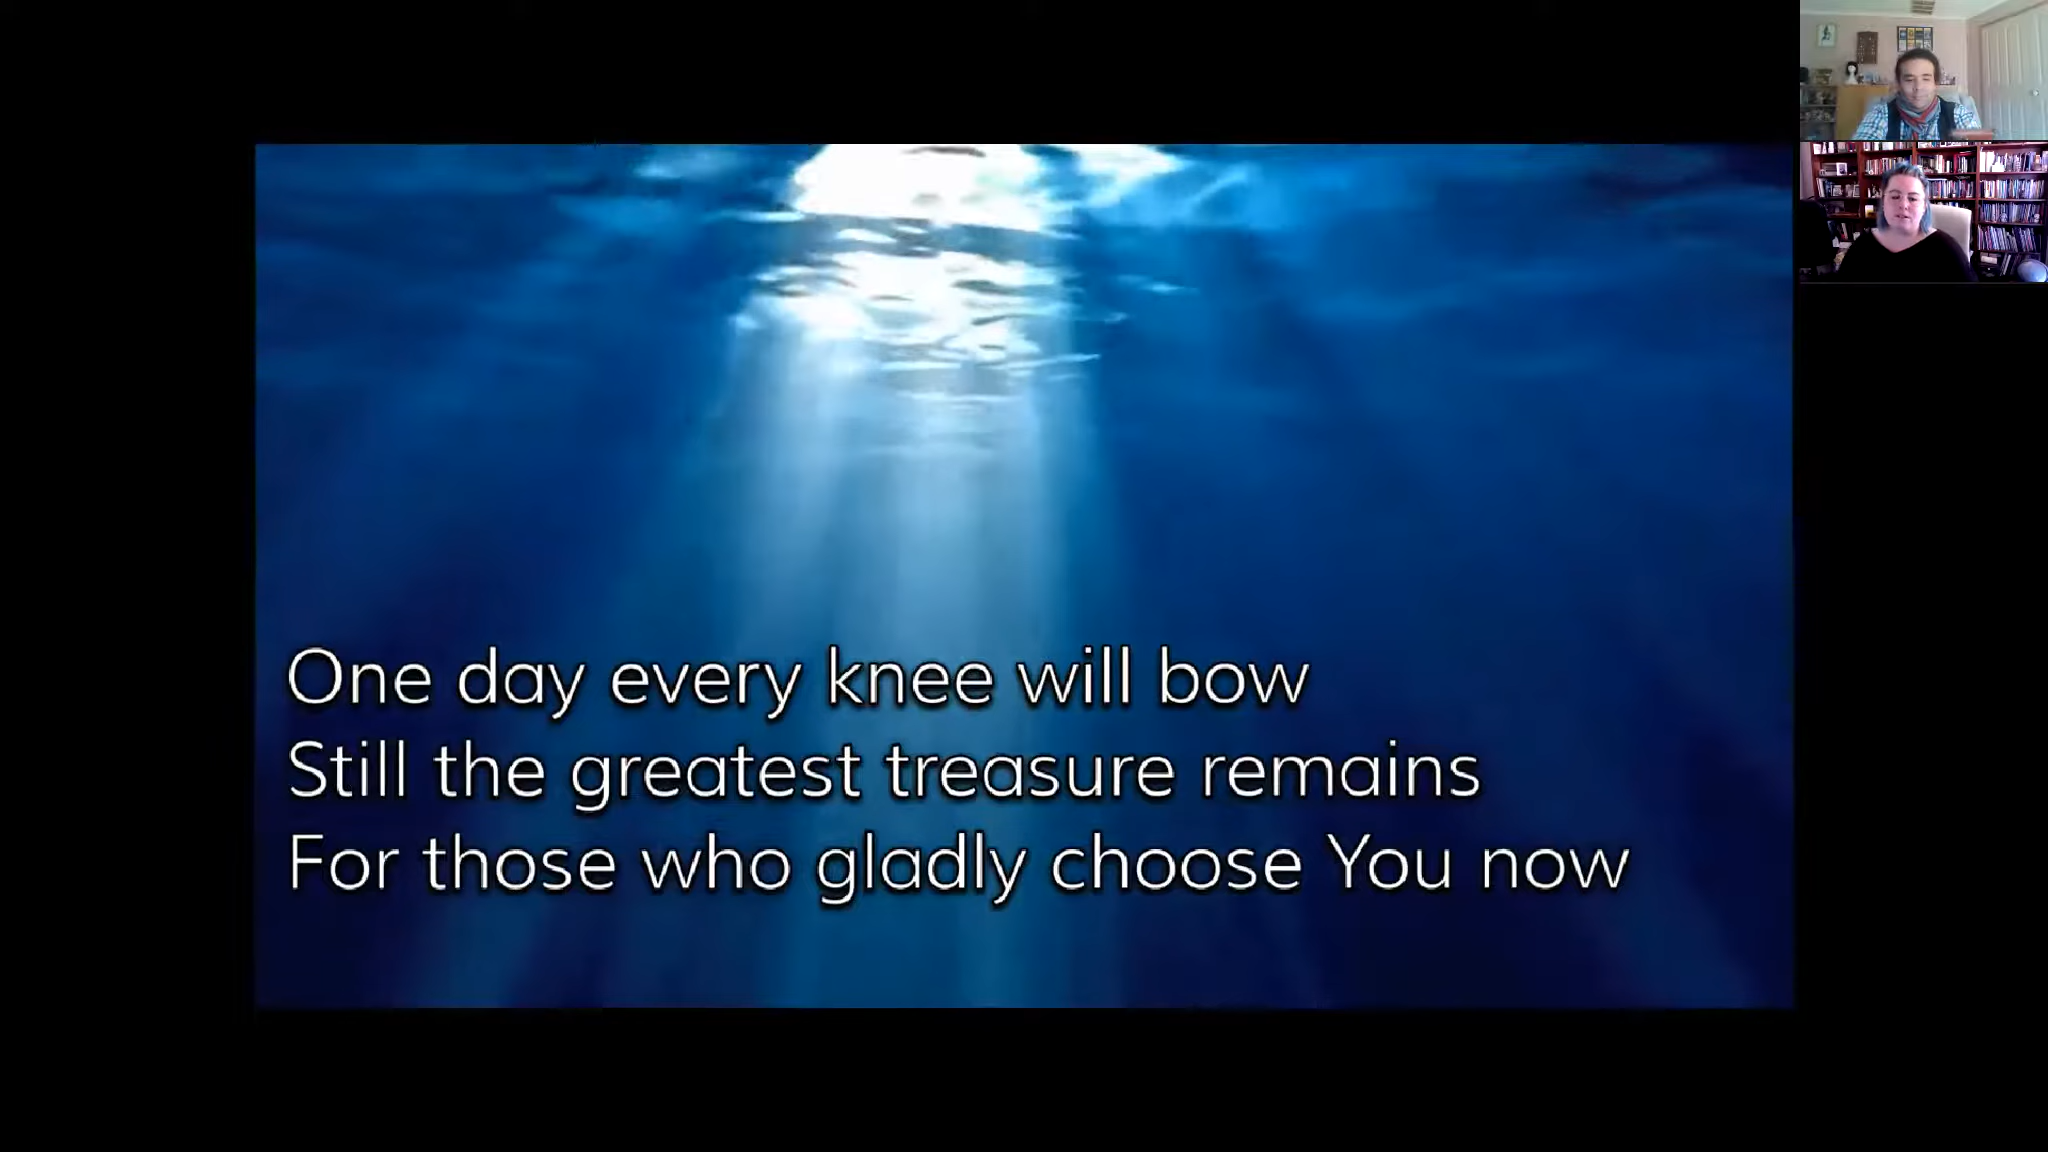 One day every knee will bow
Still the greatest treasure remains
For those who gladly choose You now